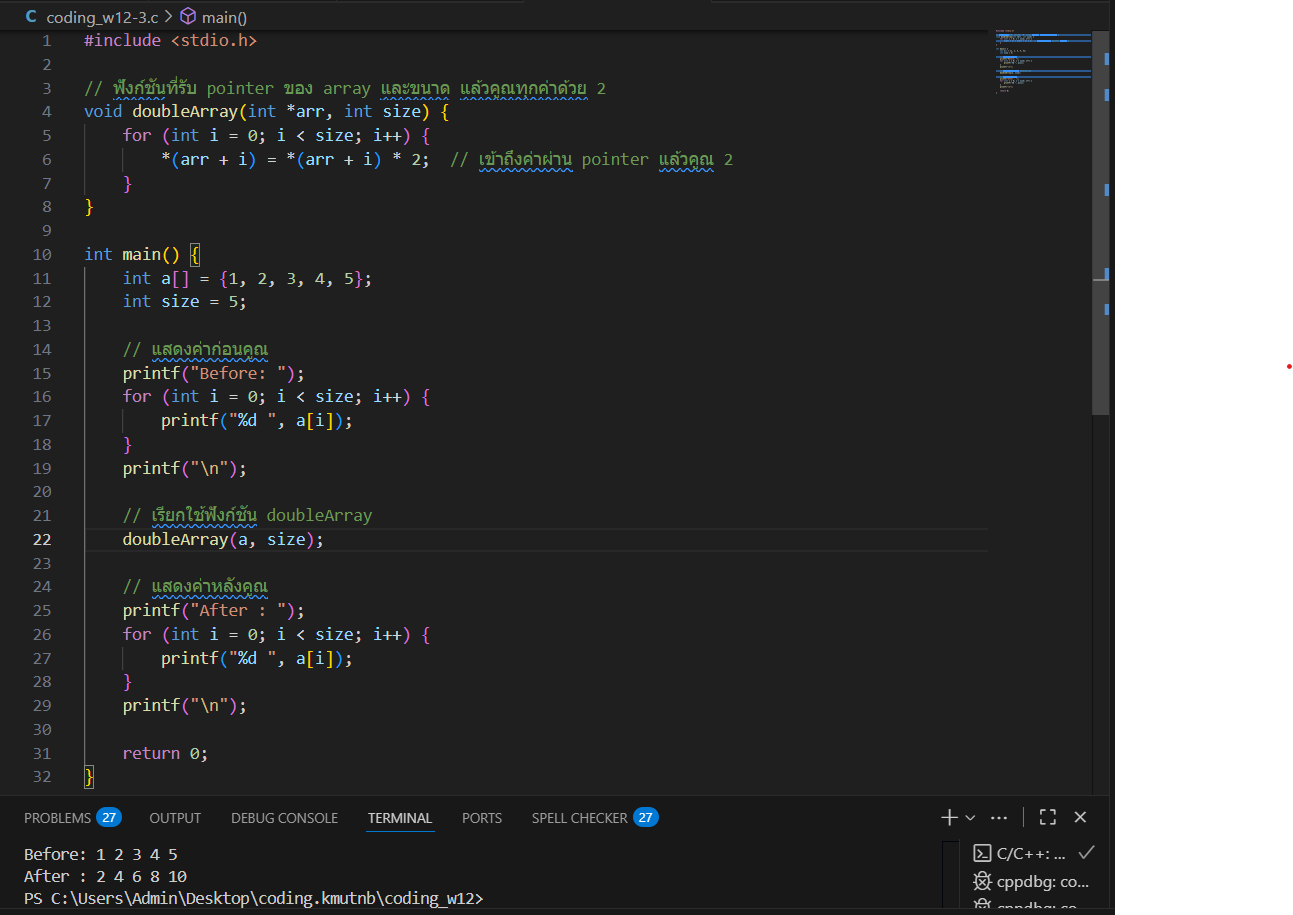 coding_w12-3.c > main()
1 #include <stdio.h>
2
3 // ฟังก์ชันที่รับ pointer ของ array และขนาด แล้วคูณทุกค่าด้วย 2
4 void doubleArray(int *arr, int size) {
5 for (int i = 0; i < size; i++) {
6 *(arr + i) = *(arr + i) * 2; // เข้าถึงค่าผ่าน pointer แล้วคูณ 2
7 }
8 }
9
10 int main() {
11 int a[] = {1, 2, 3, 4, 5};
12 int size = 5;
13
14 // แสดงค่าก่อนคูณ
15 printf("Before: ");
16 for (int i = 0; i < size; i++) {
17 printf("%d ", a[i]);
18 }
19 printf("\n");
20
21 // เรียกใช้ฟังก์ชัน doubleArray
22 doubleArray(a, size);
23
24 // แสดงค่าหลังคูณ
25 printf("After : ");
26 for (int i = 0; i < size; i++) {
27 printf("%d ", a[i]);
28 }
29 printf("\n");
30
31 return 0;
32 }
PROBLEMS 27 OUTPUT DEBUG CONSOLE TERMINAL PORTS SPELL CHECKER 27
Before: 1 2 3 4 5
After : 2 4 6 8 10
PS C:\Users\Admin\Desktop\coding.kmutnb\coding_w12>
C/C++: ...
cppdbg: co...
cppdbg: co...